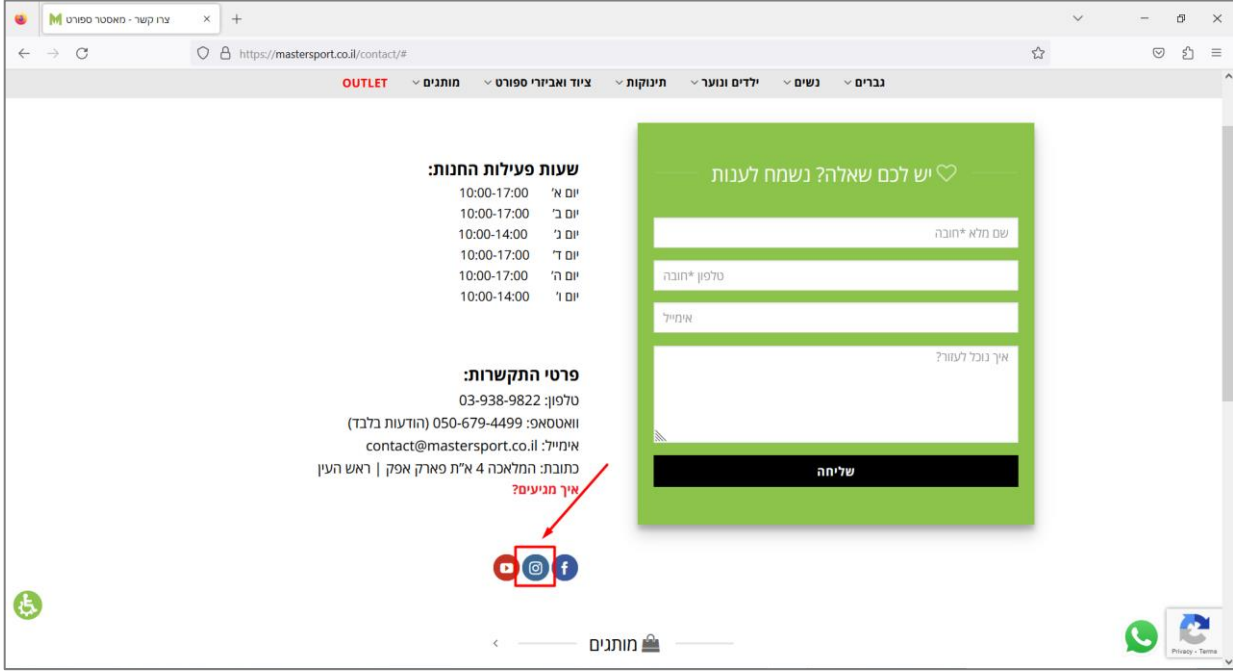 צרו קשר - מאסטר ספורט
https://mastersport.co.il/contact/#
גברים
נשים
ילדים ונוער
תינוקות
ציוד ואביזרי ספורט
מותגים
OUTLET
יש לכם שאלה? נשמח לענות
שם מלא *חובה
טלפון *חובה
אימייל
איך נוכל לעזור?
שליחה
שעות פעילות החנות:
יום א׳ 10:00-17:00
יום ב׳ 10:00-17:00
יום ג׳ 10:00-14:00
יום ד׳ 10:00-17:00
יום ה׳ 10:00-17:00
יום ו׳ 10:00-14:00
פרטי התקשרות:
טלפון: 03-938-9822
וואטסאפ: 050-679-4499 (הודעות בלבד)
אימייל: contact@mastersport.co.il
כתובת: המלאכה 4 א״ת פארק אפק | ראש העין
איך מגיעים?
מותגים
Privacy - Terms